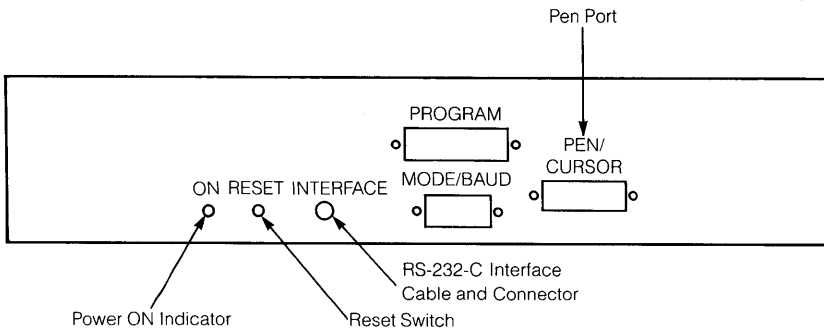 Pen Port
PROGRAM
PEN/
CURSOR
MODE/BAUD
ON RESET INTERFACE
RS-232-C Interface
Cable and Connector
Power ON Indicator
Reset Switch